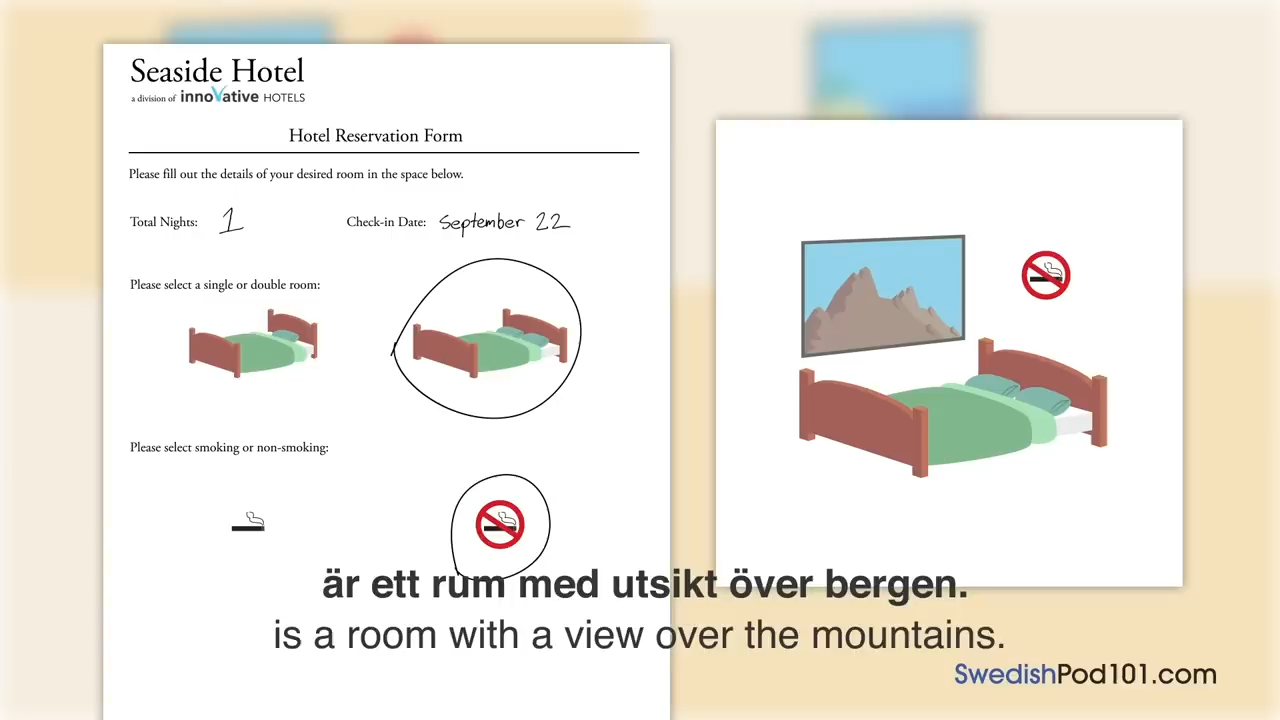 Seaside Hotel
a division of innoVative HOTELS
Hotel Reservation Form
Please fill out the details of your desired room in the space below.
Total Nights: 1 Check-in Date: September 22
Please select a single or double room:
Please select smoking or non-smoking:
är ett rum med utsikt över bergen.
is a room with a view over the mountains.
SwedishPod101.com